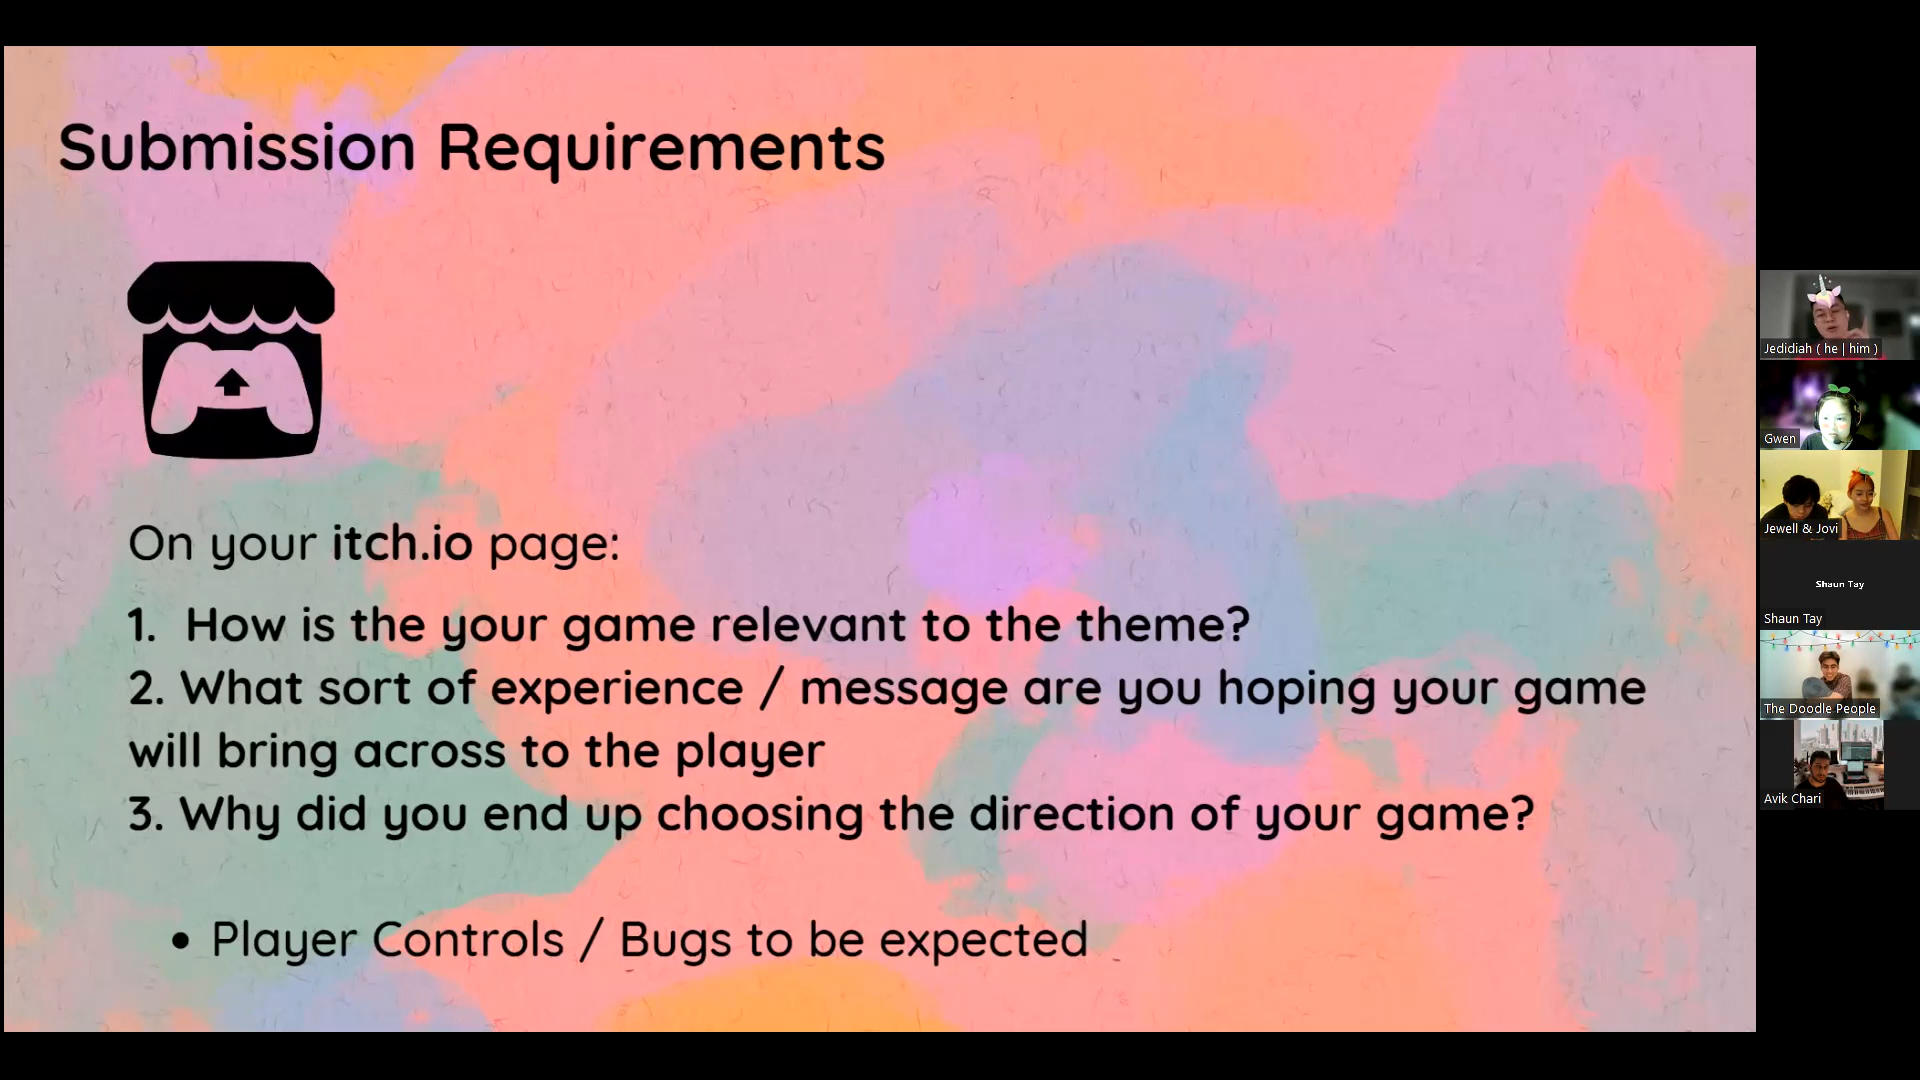 Submission Requirements
On your itch.io page:
1. How is the your game relevant to the theme?
2. What sort of experience / message are you hoping your game
will bring across to the player
3. Why did you end up choosing the direction of your game?
• Player Controls / Bugs to be expected
Jedidiah ( he | him )
Gwen
Jewell & Jovi
Shaun Tay
Shaun Tay
The Doodle People
Avik Chari